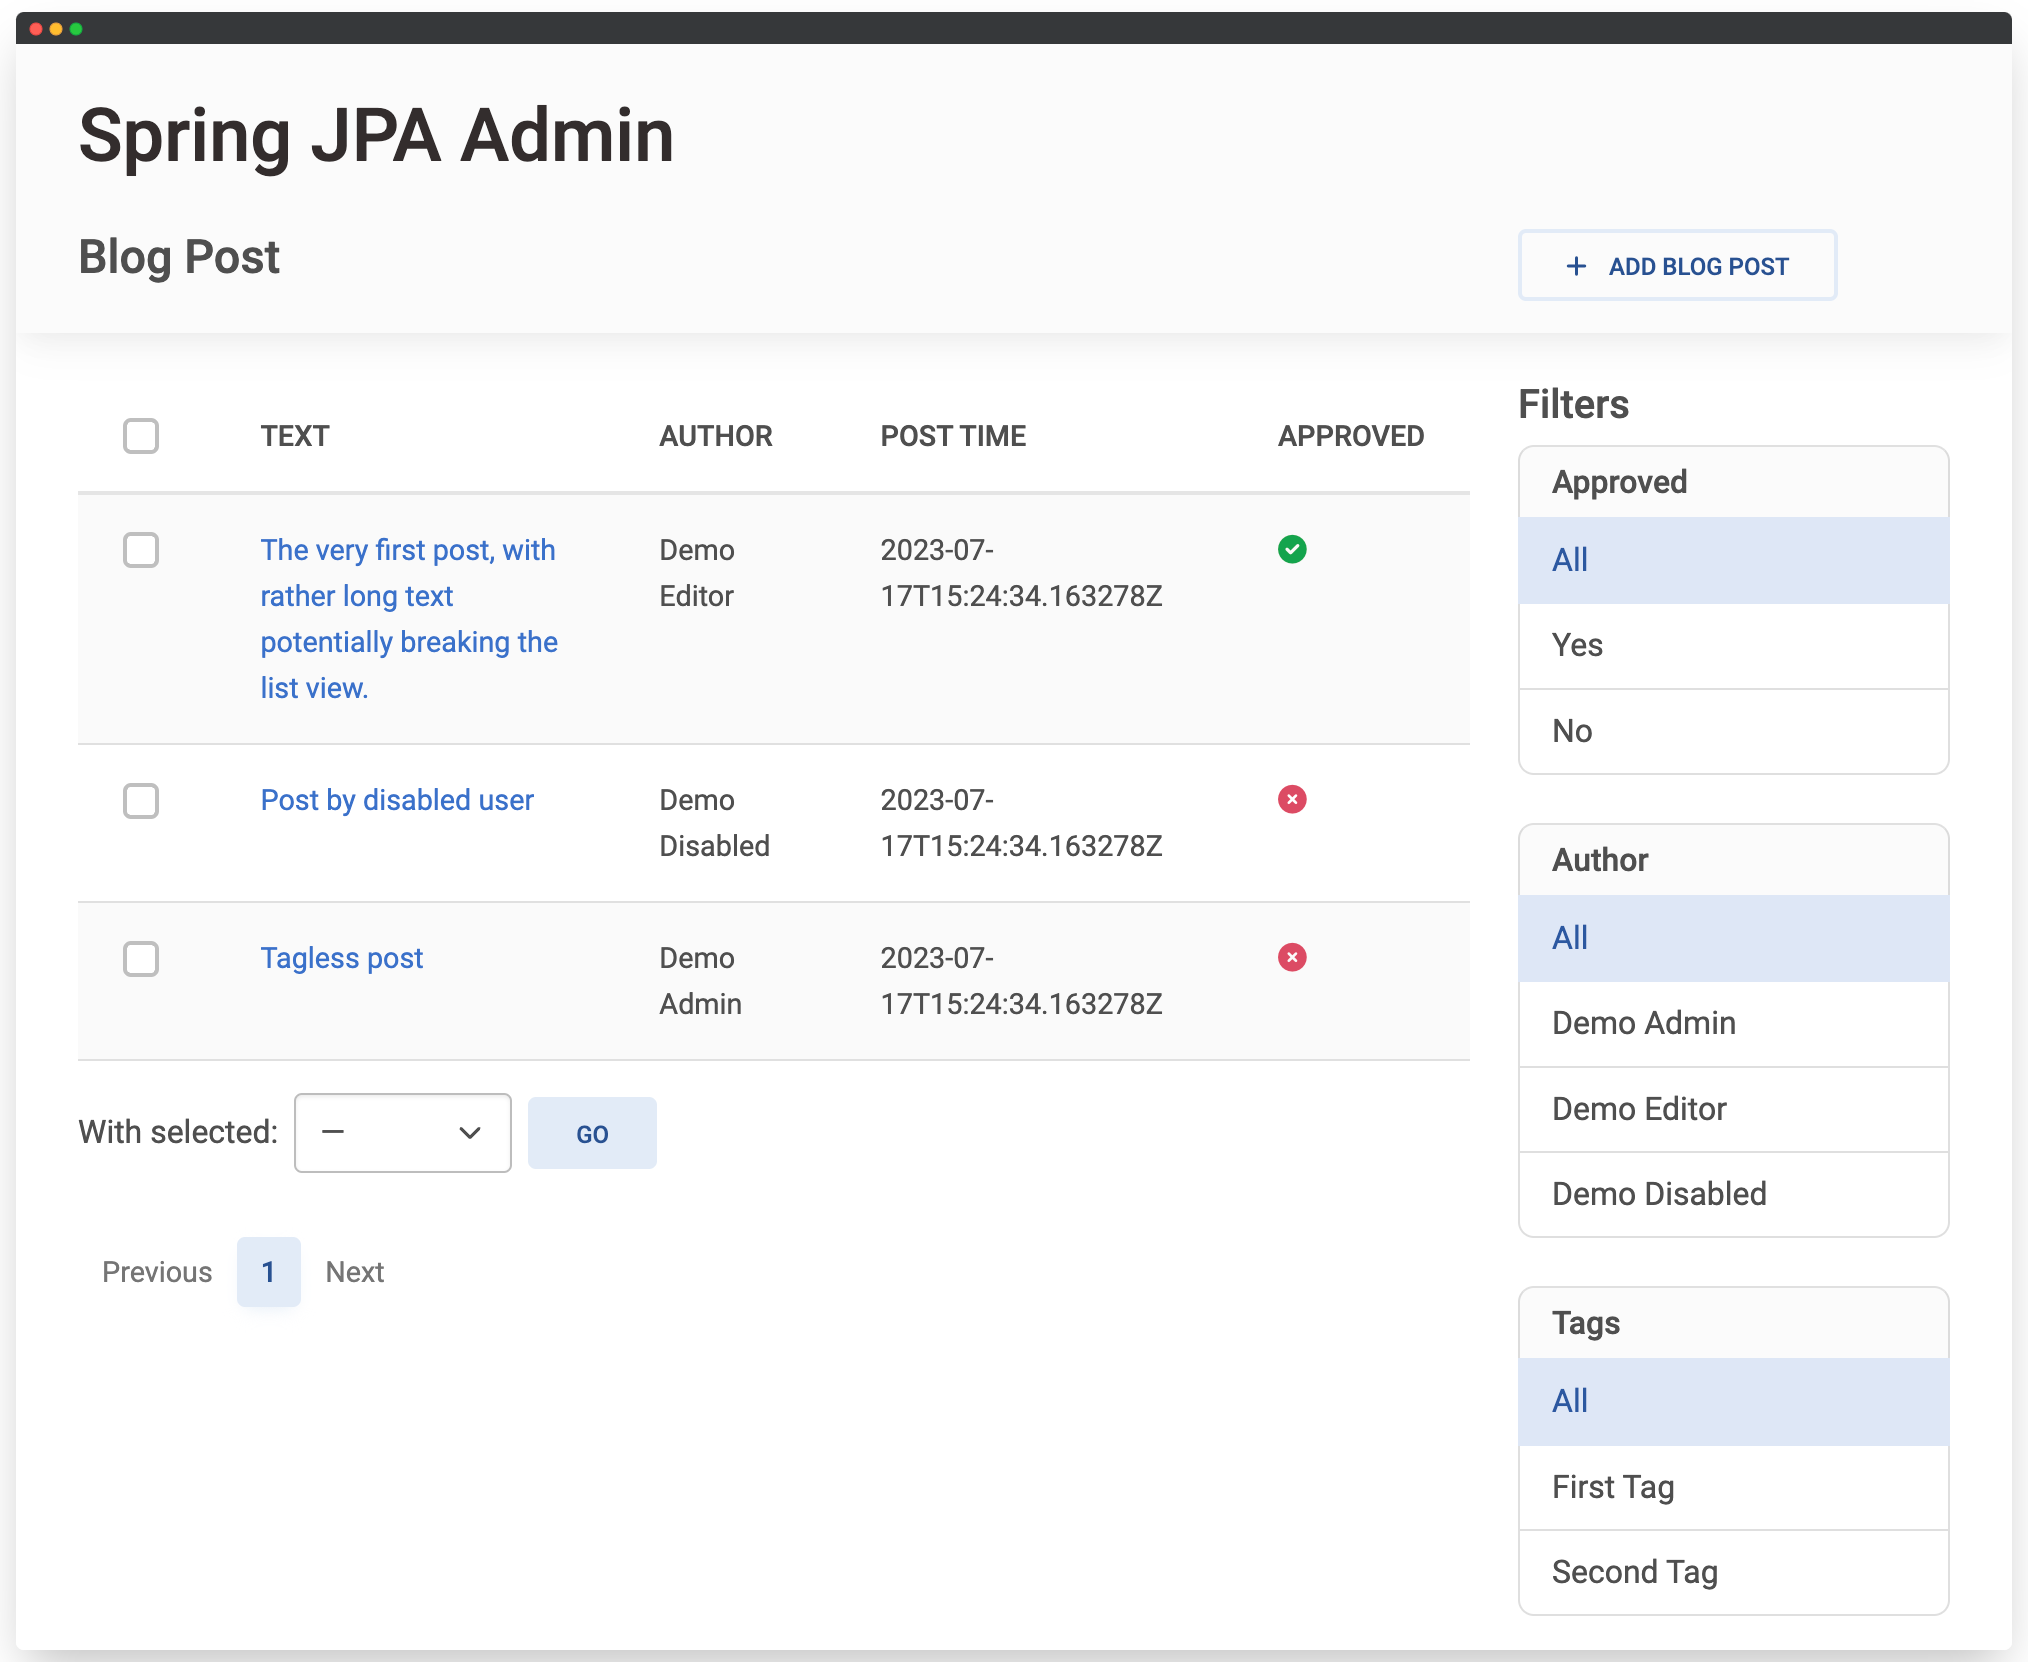 Spring JPA Admin
Blog Post
+ ADD BLOG POST
TEXT AUTHOR POST TIME APPROVED
The very first post, with
rather long text
potentially breaking the
list view.
Demo
Editor
2023-07-
17T15:24:34.163278Z
Post by disabled user
Demo
Disabled
2023-07-
17T15:24:34.163278Z
Tagless post
Demo
Admin
2023-07-
17T15:24:34.163278Z
With selected: — GO
Previous 1 Next
Filters
Approved
All
Yes
No
Author
All
Demo Admin
Demo Editor
Demo Disabled
Tags
All
First Tag
Second Tag